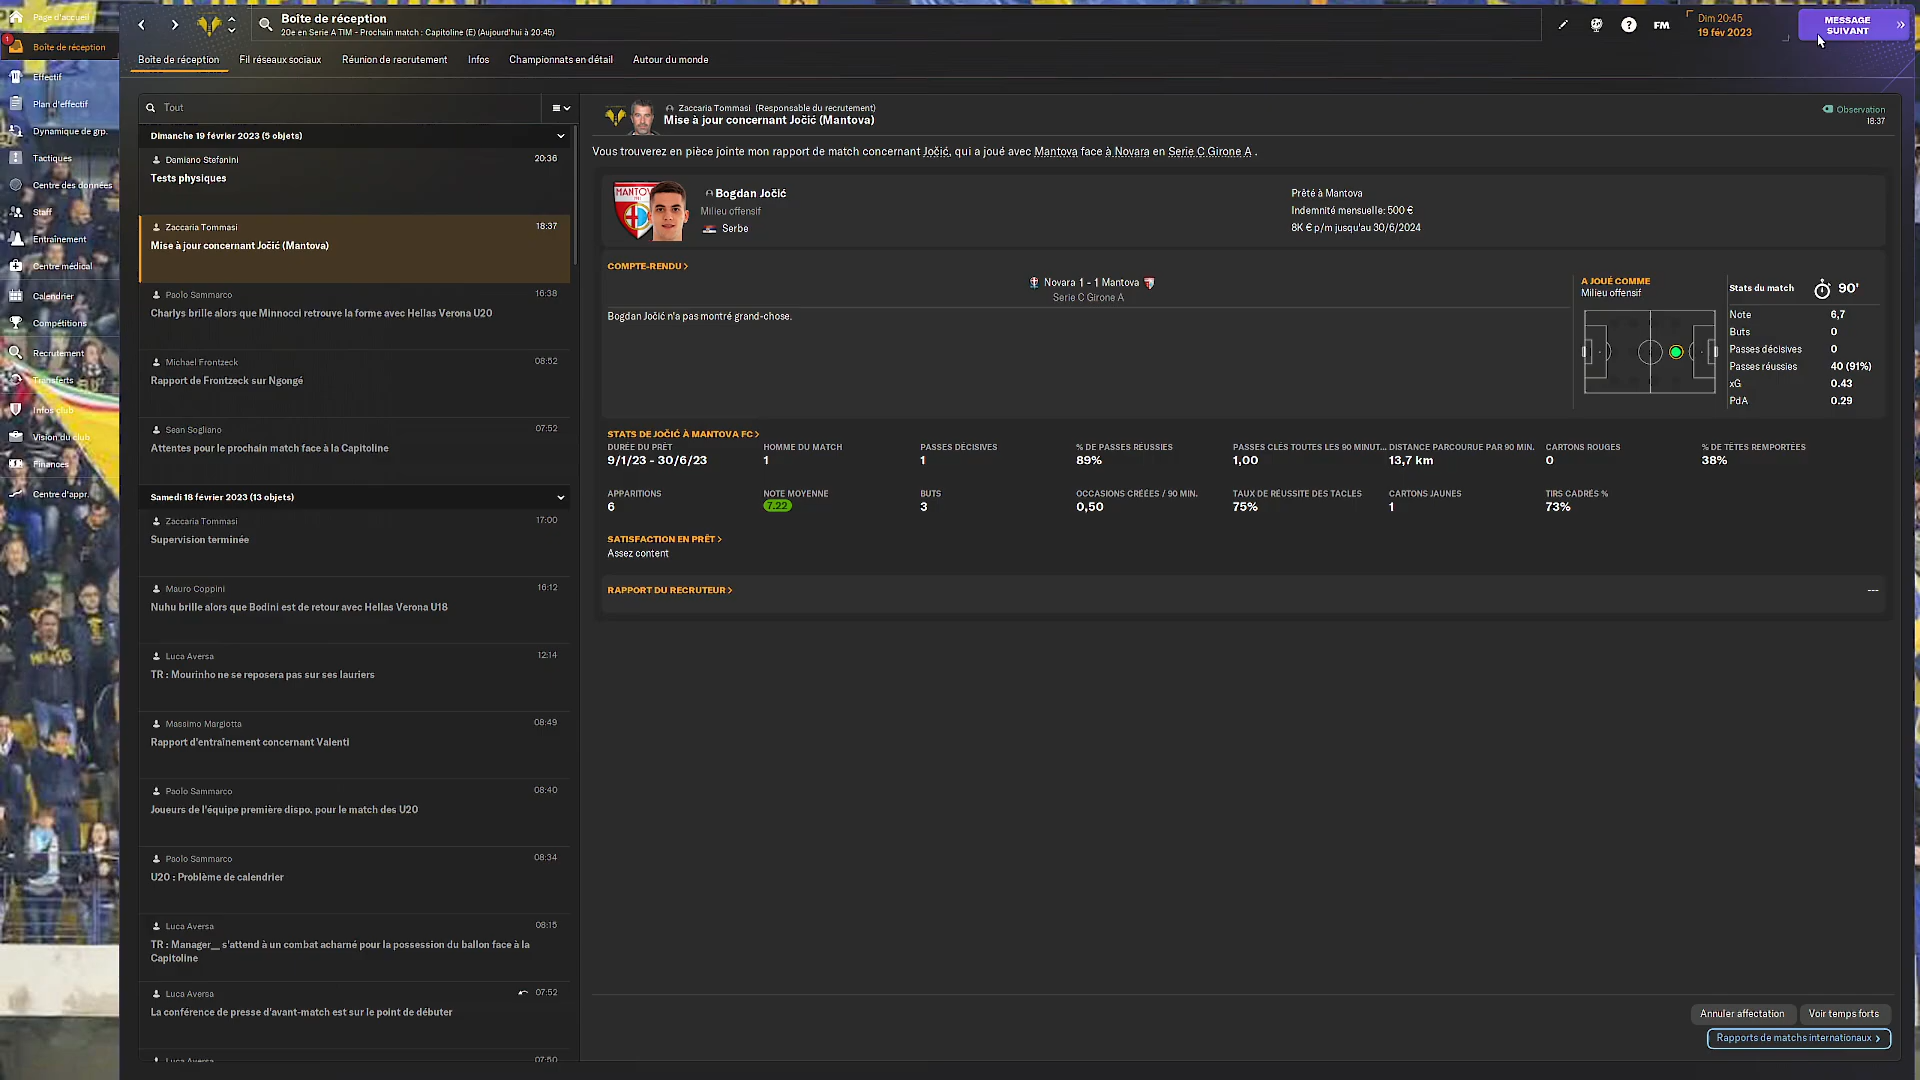 Page d'accueil
Boîte de réception
20e en Serie A TIM - Prochain match : Capitoline (E) (Aujourd'hui à 20:45)
FM
Dim 20:45
19 fév 2023
MESSAGE
SUIVANT
1
Boîte de réception
Effectif
Plan d'effectif
Dynamique de grp.
Tactiques
Centre des données
Staff
Entraînement
Centre médical
Calendrier
Compétitions
Recrutement
Transferts
Infos club
Vision du club
Finances
Centre d'appr.
Boîte de réception
Fil réseaux sociaux
Réunion de recrutement
Infos
Championnats en détail
Autour du monde
Tout
Dimanche 19 février 2023 (5 objets)
Damiano Stefanini 20:36
Tests physiques
Zaccaria Tommasi 18:37
Mise à jour concernant Jočić (Mantova)
Paolo Sammarco 16:38
Charlys brille alors que Minnocci retrouve la forme avec Hellas Verona U20
Michael Frontzeck 08:52
Rapport de Frontzeck sur Ngongé
Sean Sogliano 07:52
Attentes pour le prochain match face à la Capitoline
Samedi 18 février 2023 (13 objets)
Zaccaria Tommasi 17:00
Supervision terminée
Mauro Coppini 16:12
Nuhu brille alors que Bodini est de retour avec Hellas Verona U18
Luca Aversa 12:14
TR : Mourinho ne se reposera pas sur ses lauriers
Massimo Margiotta 08:49
Rapport d'entraînement concernant Valenti
Paolo Sammarco 08:40
Joueurs de l'équipe première dispo. pour le match des U20
Paolo Sammarco 08:34
U20 : Problème de calendrier
Luca Aversa 08:15
TR : Manager__ s'attend à un combat acharné pour la possession du ballon face à la
Capitoline
Luca Aversa 07:52
La conférence de presse d'avant-match est sur le point de débuter
Luca Aversa 07:50
Zaccaria Tommasi (Responsable du recrutement)
Mise à jour concernant Jočić (Mantova)
Observation
18:37
Vous trouverez en pièce jointe mon rapport de match concernant Jočić, qui a joué avec Mantova face à Novara en Serie C Girone A .
MANTOVA
Bogdan Jočić
Milieu offensif
Serbe
Prêté à Mantova
Indemnité mensuelle: 500 €
8K € p/m jusqu'au 30/6/2024
COMPTE-RENDU >
Novara 1 - 1 Mantova
Serie C Girone A
Bogdan Jočić n'a pas montré grand-chose.
A JOUÉ COMME
Milieu offensif
Stats du match 90'
Note 6,7
Buts 0
Passes décisives 0
Passes réussies 40 (91%)
xG 0.43
PdA 0.29
STATS DE JOČIĆ À MANTOVA FC >
DURÉE DU PRÊT HOMME DU MATCH PASSES DÉCISIVES % DE PASSES RÉUSSIES PASSES CLÉS TOUTES LES 90 MINUT... DISTANCE PARCOURUE PAR 90 MIN. CARTONS ROUGES % DE TÊTES REMPORTÉES
9/1/23 - 30/6/23 1 1 89% 1,00 13,7 km 0 38%
APPARITIONS NOTE MOYENNE BUTS OCCASIONS CRÉÉES / 90 MIN. TAUX DE RÉUSSITE DES TACLES CARTONS JAUNES TIRS CADRÉS %
6 7.22 3 0,50 75% 1 73%
SATISFACTION EN PRÊT >
Assez content
RAPPORT DU RECRUTEUR > ---
Annuler affectation
Voir temps forts
Rapports de matchs internationaux >